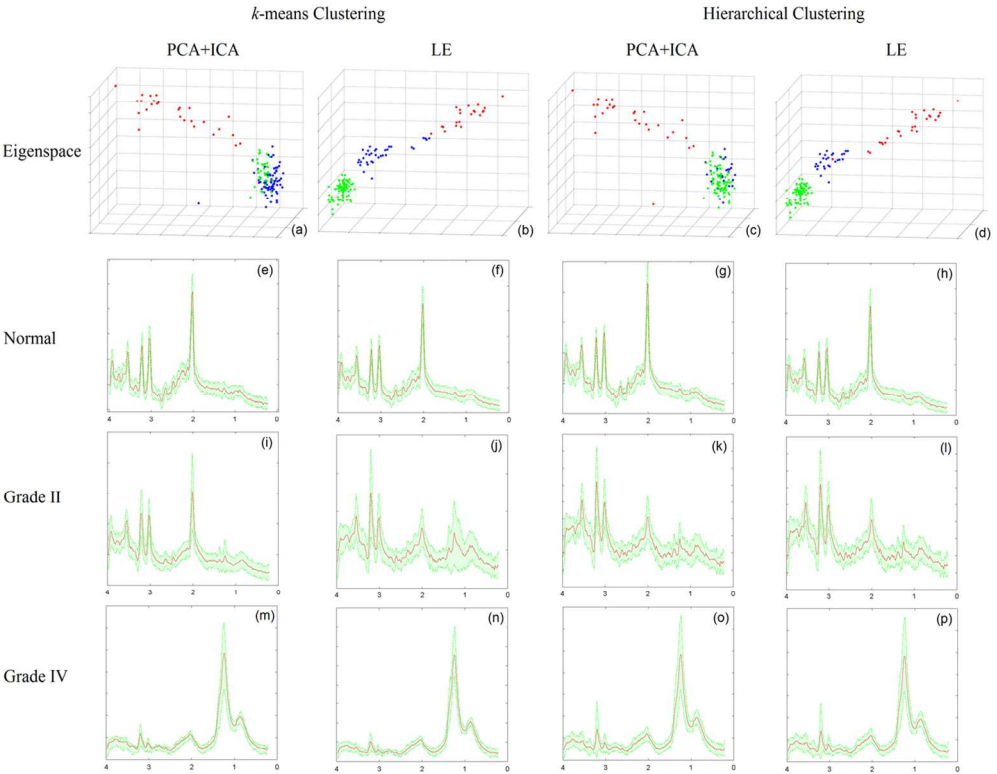 k-means Clustering Hierarchical Clustering
PCA+ICA LE PCA+ICA LE
Eigenspace
(a) (b) (c) (d)
(e) (f) (g) (h)
Normal
4 3 2 1 0 4 3 2 1 0 4 3 2 1 0 4 3 2 1 0
(i) (j) (k) (l)
Grade II
4 3 2 1 0 4 3 2 1 0 4 3 2 1 0 4 3 2 1 0
(m) (n) (o) (p)
Grade IV
4 3 2 1 0 4 3 2 1 0 4 3 2 1 0 4 3 2 1 0